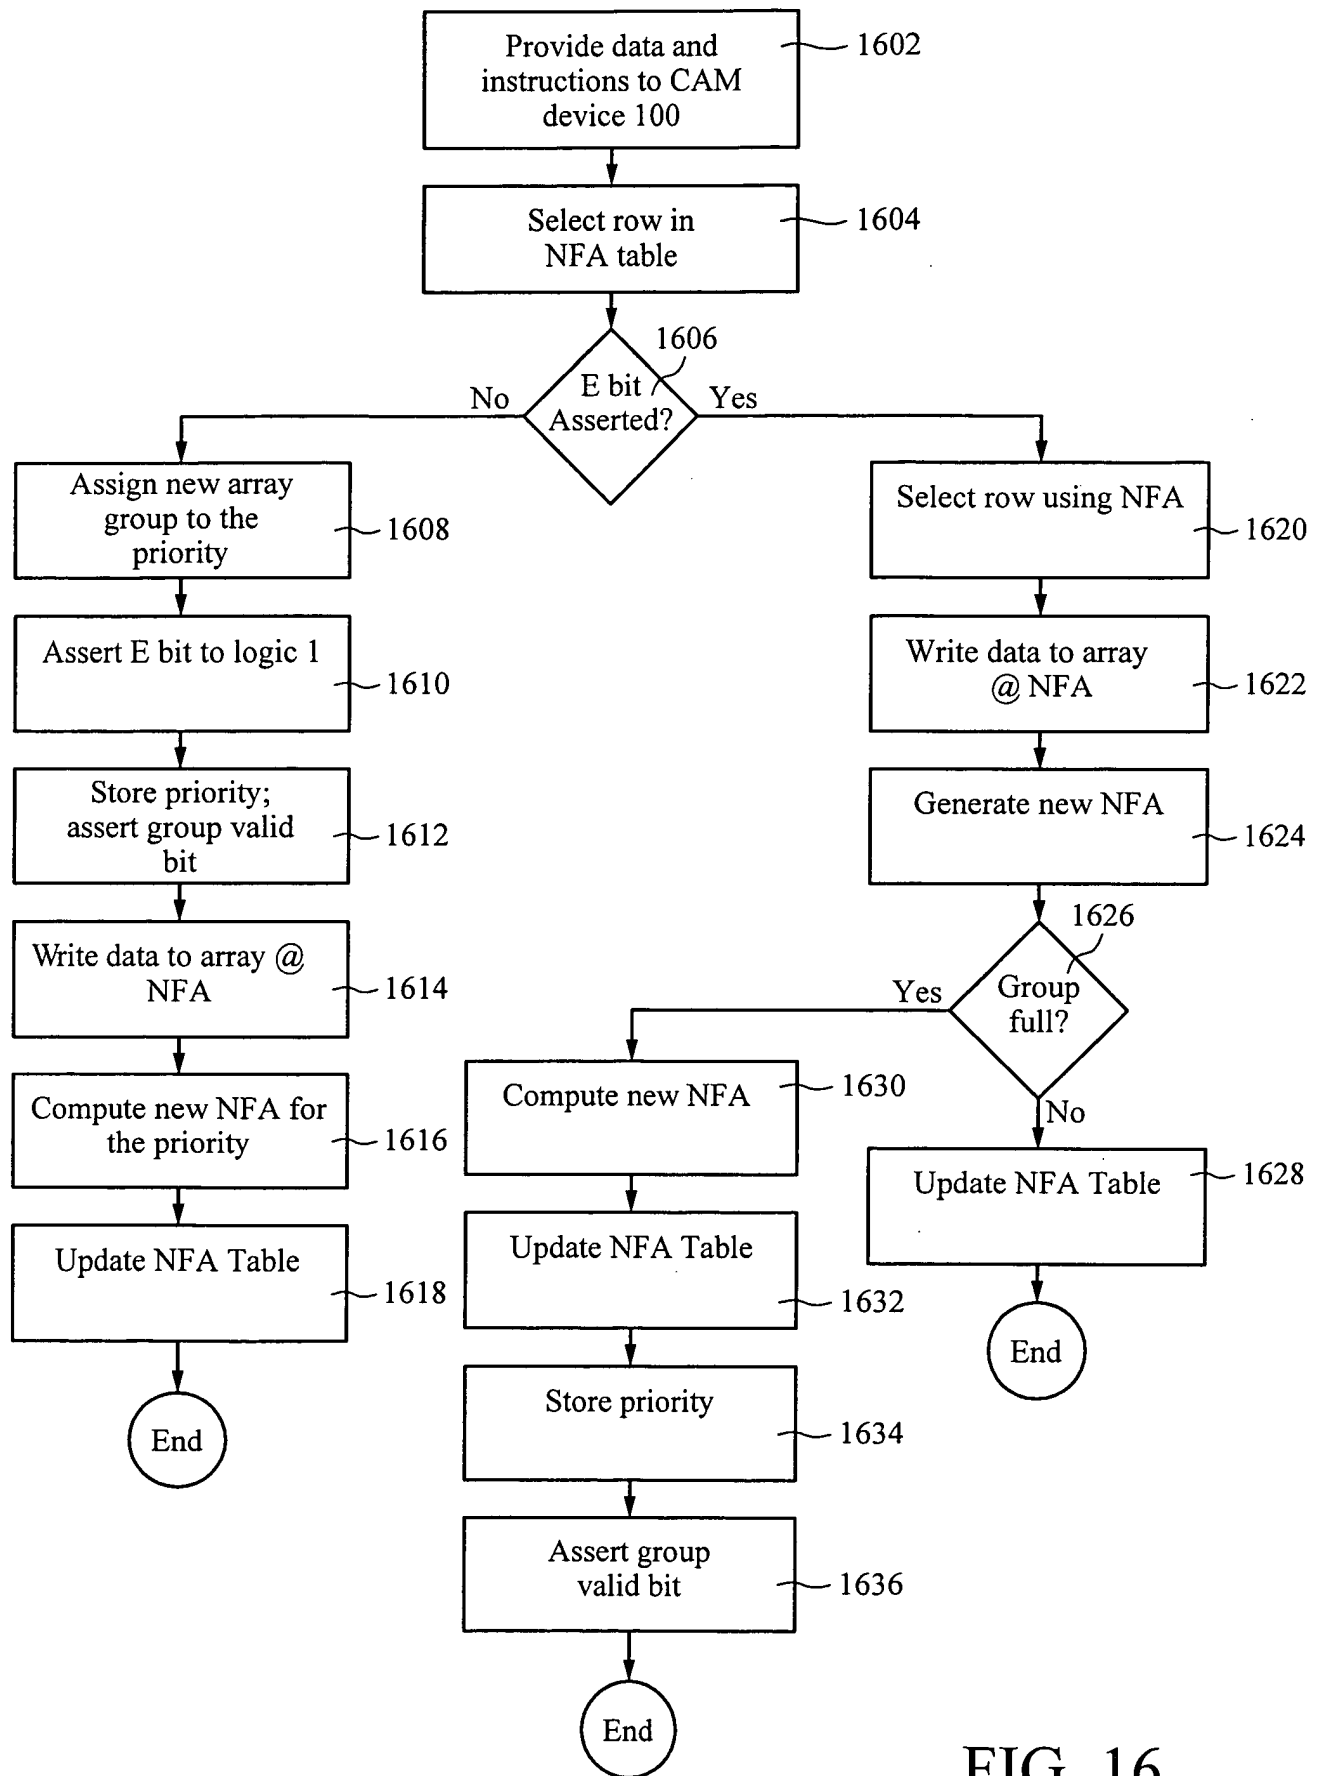 Provide data and
instructions to CAM
device 100
1602
Select row in
NFA table
1604
1606
E bit
Asserted?
No
Yes
Assign new array
group to the
priority
1608
Select row using NFA
1620
Assert E bit to logic 1
1610
Write data to array
@ NFA
1622
Store priority;
assert group valid
bit
1612
Generate new NFA
1624
Write data to array @
NFA
1614
1626
Group
full?
Yes
No
Compute new NFA for
the priority
1616
Compute new NFA
1630
Update NFA Table
1628
Update NFA Table
1618
Update NFA Table
1632
End
End
Store priority
1634
Assert group
valid bit
1636
End
FIG. 16